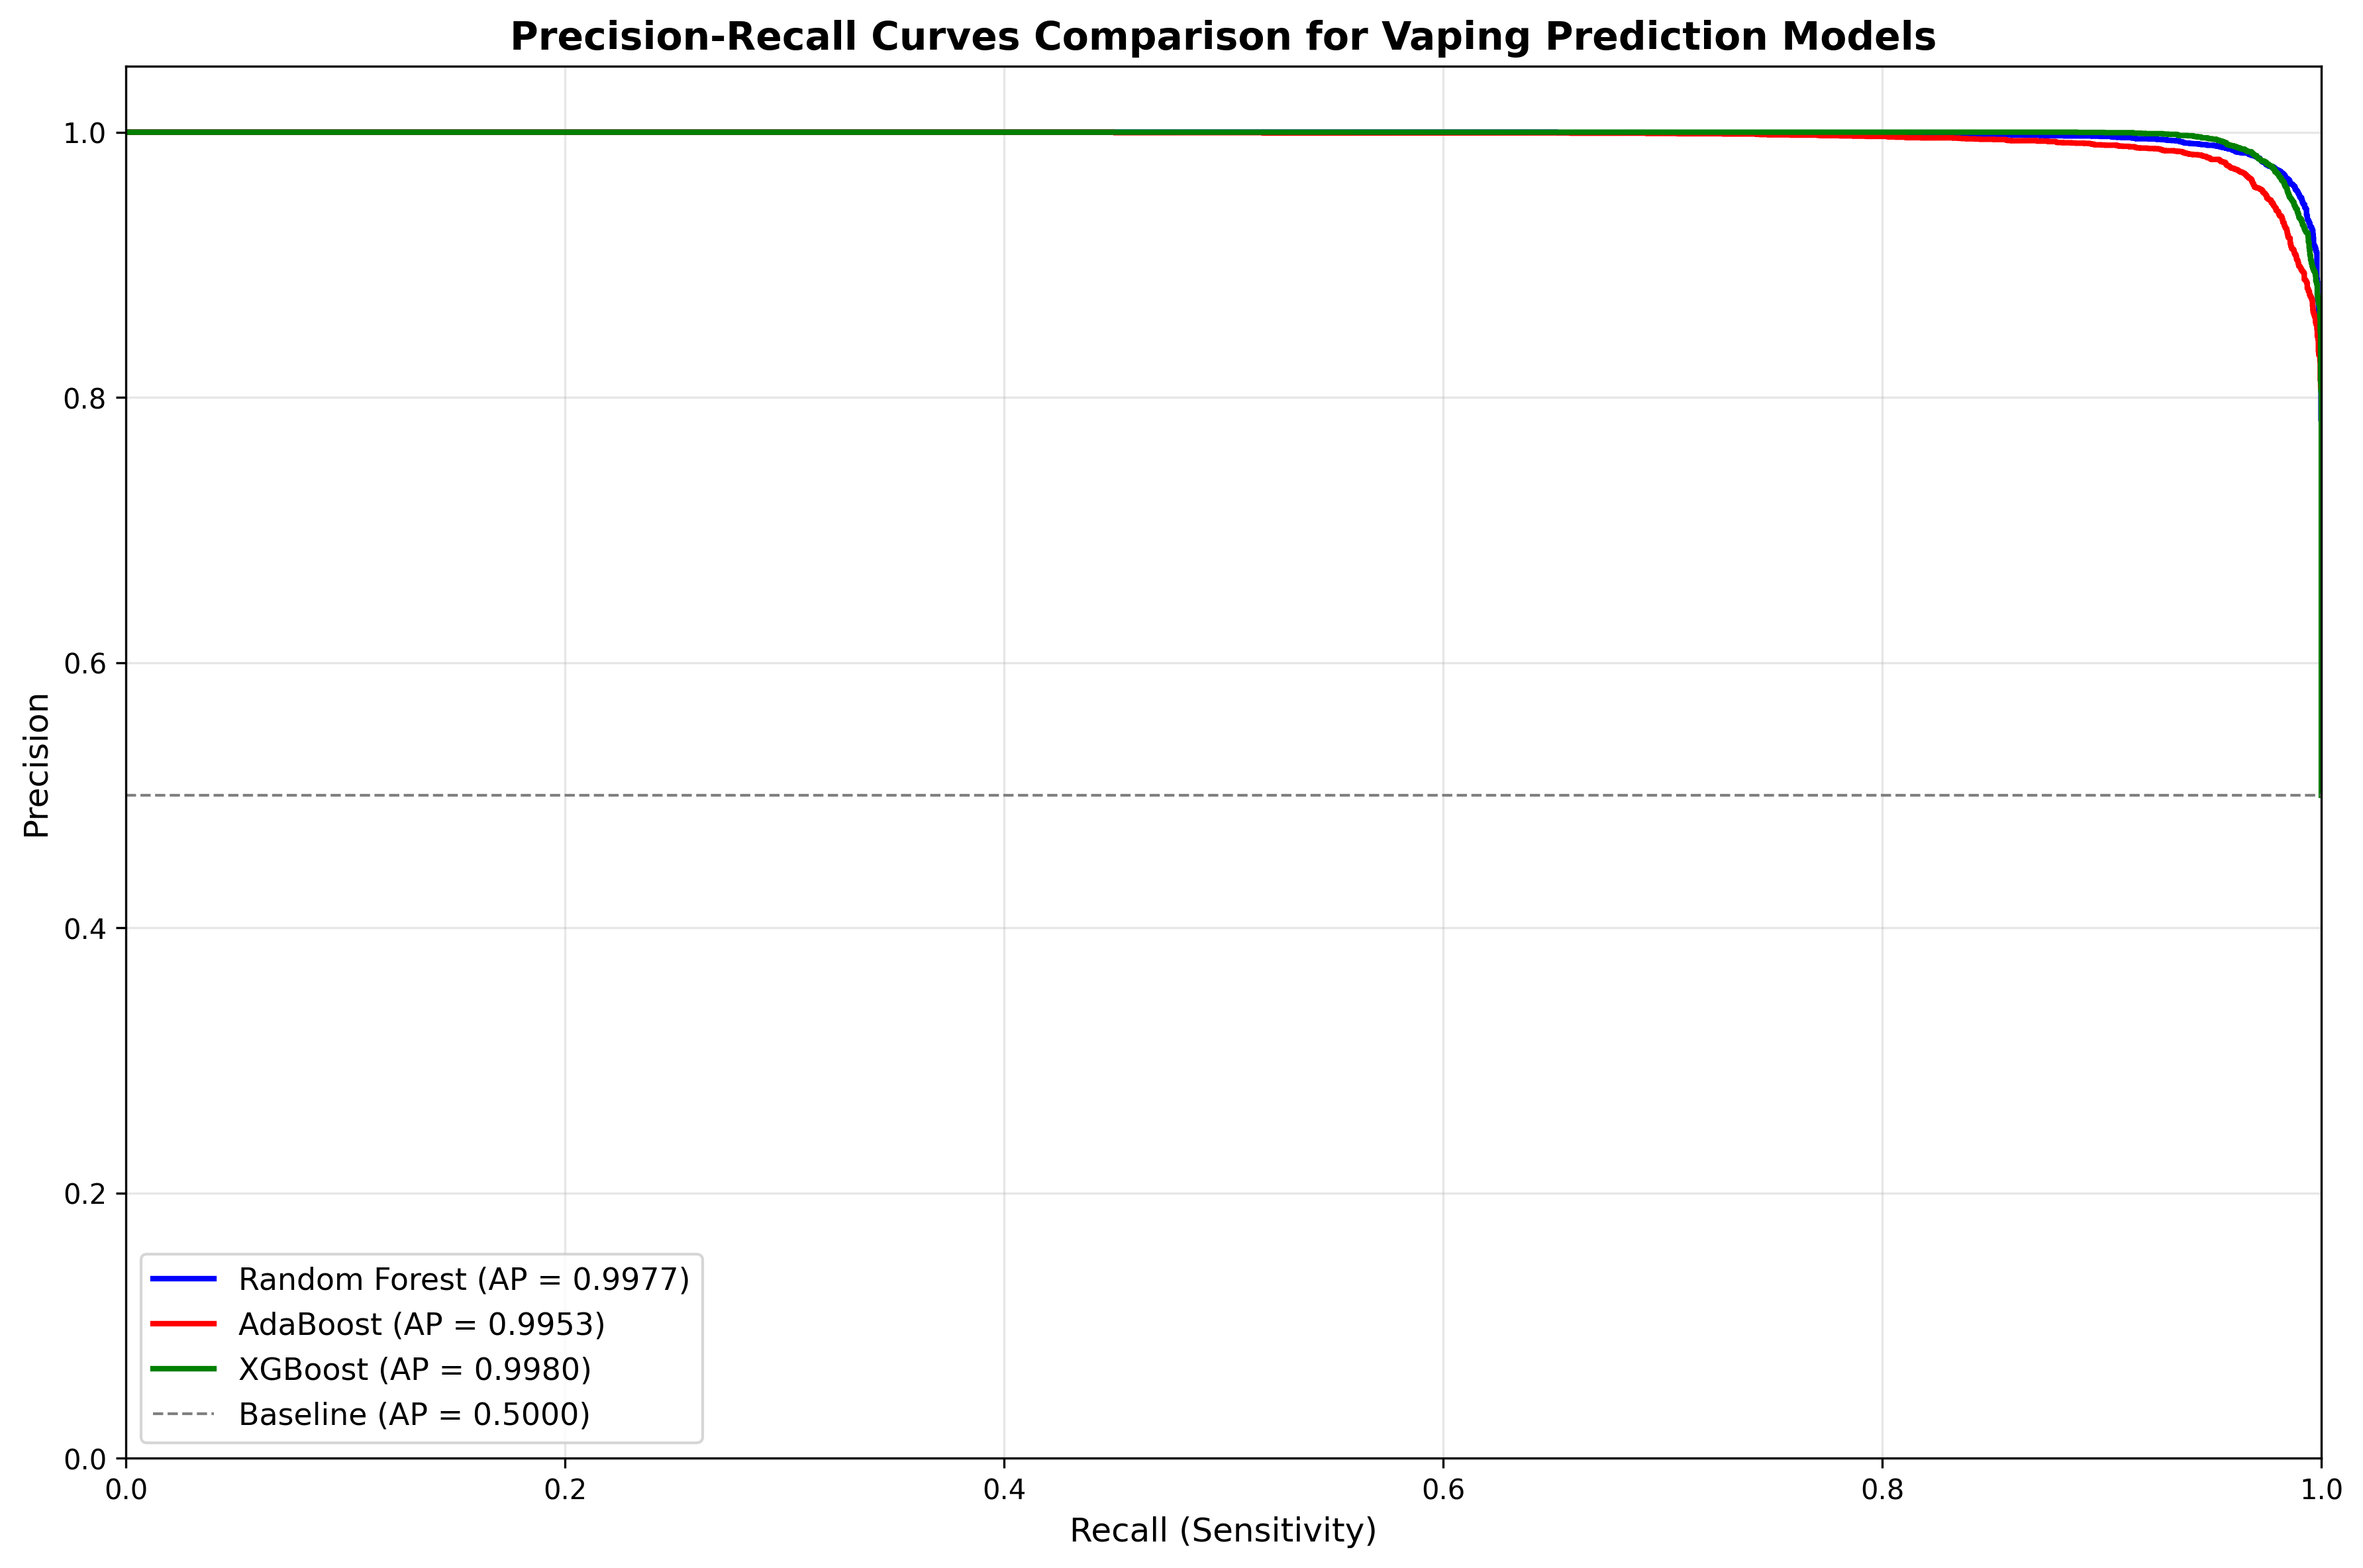 Precision-Recall Curves Comparison for Vaping Prediction Models
Precision
1.0
0.8
0.6
0.4
0.2
0.0
Random Forest (AP = 0.9977)
AdaBoost (AP = 0.9953)
XGBoost (AP = 0.9980)
Baseline (AP = 0.5000)
0.0 0.2 0.4 0.6 0.8 1.0
Recall (Sensitivity)